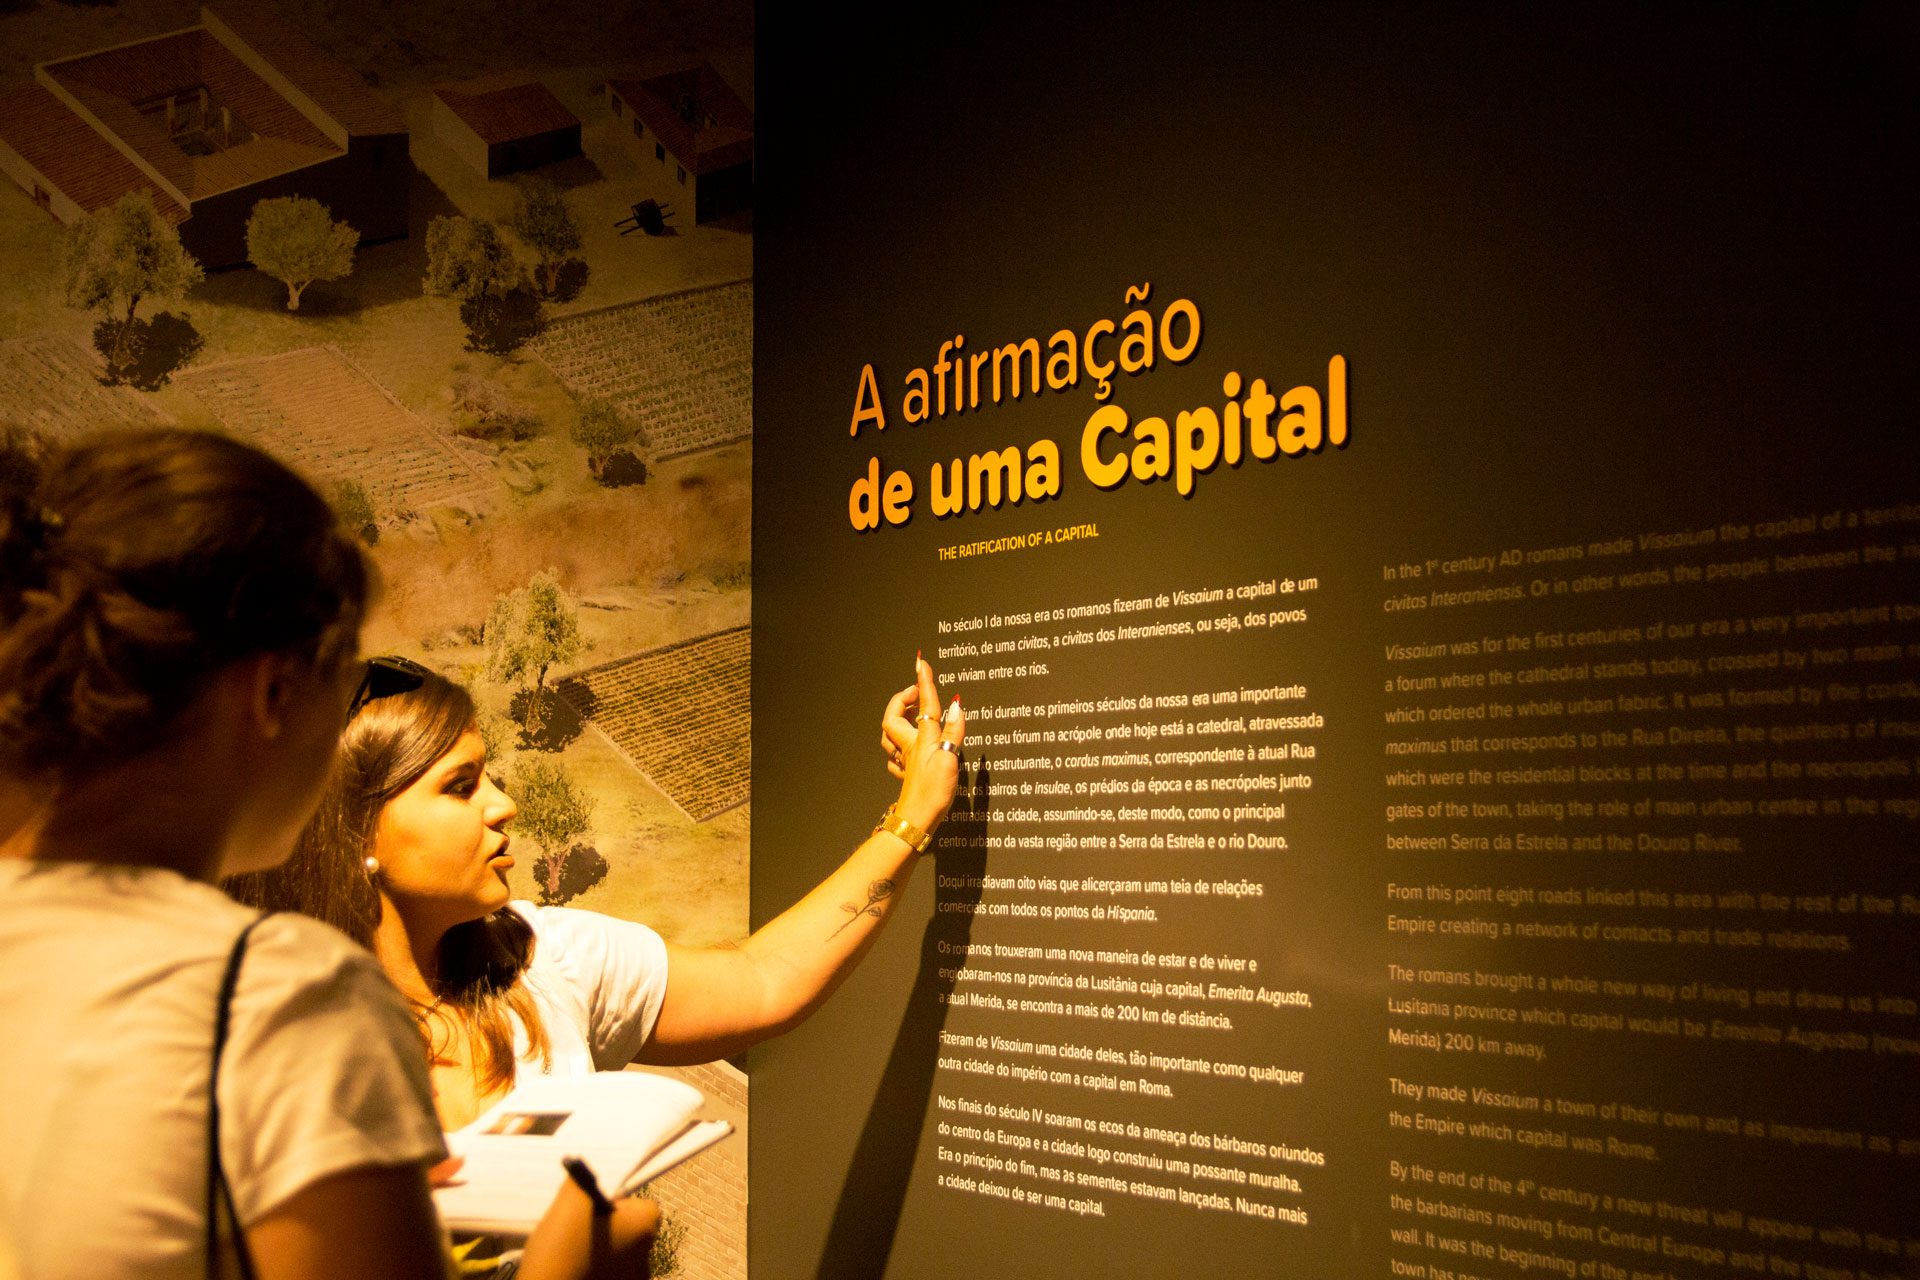 A afirmação
de uma Capital
THE RATIFICATION OF A CAPITAL
No século I da nossa era os romanos fizeram de Vissaium a capital de um
território, de uma civitas, a civitas dos Interanienses, ou seja, dos povos
que viviam entre os rios.
foi durante os primeiros séculos da nossa era uma importante
com o seu fórum na acrópole onde hoje está a catedral, atravessada
eixo estruturante, o cardus maximus, correspondente à atual Rua
os bairros de insulae, os prédios da época e as necrópoles junto
entradas da cidade, assumindo-se, deste modo, como o principal
centro urbano da vasta região entre a Serra da Estrela e o rio Douro.
Daqui irradiavam oito vias que alicerçaram uma teia de relações
comerciais com todos os pontos da Hispania.
Os romanos trouxeram uma nova maneira de estar e de viver e
englobaram-nos na província da Lusitânia cuja capital, Emerita Augusta,
a atual Merida, se encontra a mais de 200 km de distância.
Fizeram de Vissaium uma cidade deles, tão importante como qualquer
outra cidade do império com a capital em Roma.
Nos finais do século IV soaram os ecos da ameaça dos bárbaros oriundos
do centro da Europa e a cidade logo construiu uma possante muralha.
Era o princípio do fim, mas as sementes estavam lançadas. Nunca mais
a cidade deixou de ser uma capital.
In the 1st century AD romans made Vissaium the capital of a
civitas Interaniensis. Or in other words the people between the
Vissaium was for the first centuries of our era a very important
a forum where the cathedral stands today, crossed by two main
which ordered the whole urban fabric. It was formed by the
maximus that corresponds to the Rua Direita, the quarters of
which were the residential blocks at the time and the necropolis
gates of the town, taking the role of main urban centre in the
between Serra da Estrela and the Douro River.
From this point eight roads linked this area with the rest of the
Empire creating a network of contacts and trade relations.
The romans brought a whole new way of living and draw us into
Lusitania province which capital would be Emerita Augusta
Merida) 200 km away.
They made Vissaium a town of their own and as important as
the Empire which capital was Rome.
By the end of the 4th century a new threat will appear with the
the barbarians moving from Central Europe and the town
wall. It was the beginning of the
town has